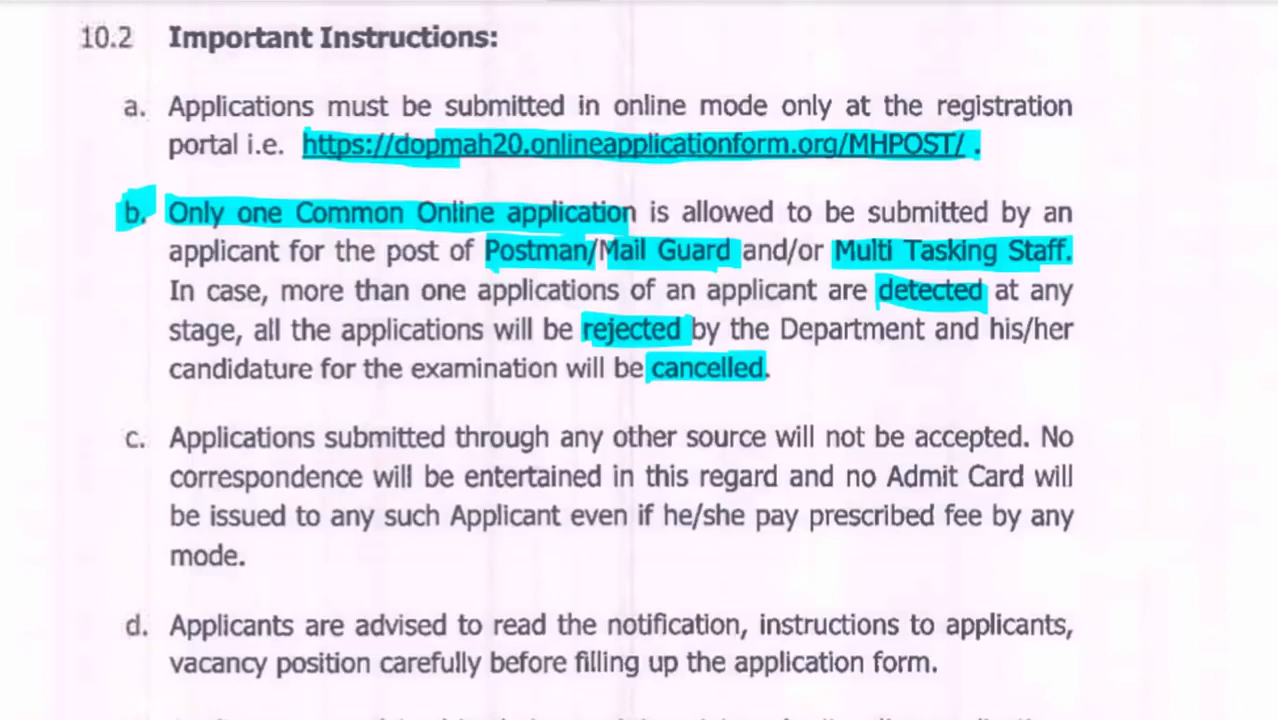 10.2 Important Instructions:
a. Applications must be submitted in online mode only at the registration
portal i.e. https://dopmah20.onlineapplicationform.org/MHPOST/ .
b. Only one Common Online application is allowed to be submitted by an
applicant for the post of Postman/Mail Guard and/or Multi Tasking Staff.
In case, more than one applications of an applicant are detected at any
stage, all the applications will be rejected by the Department and his/her
candidature for the examination will be cancelled.
c. Applications submitted through any other source will not be accepted. No
correspondence will be entertained in this regard and no Admit Card will
be issued to any such Applicant even if he/she pay prescribed fee by any
mode.
d. Applicants are advised to read the notification, instructions to applicants,
vacancy position carefully before filling up the application form.